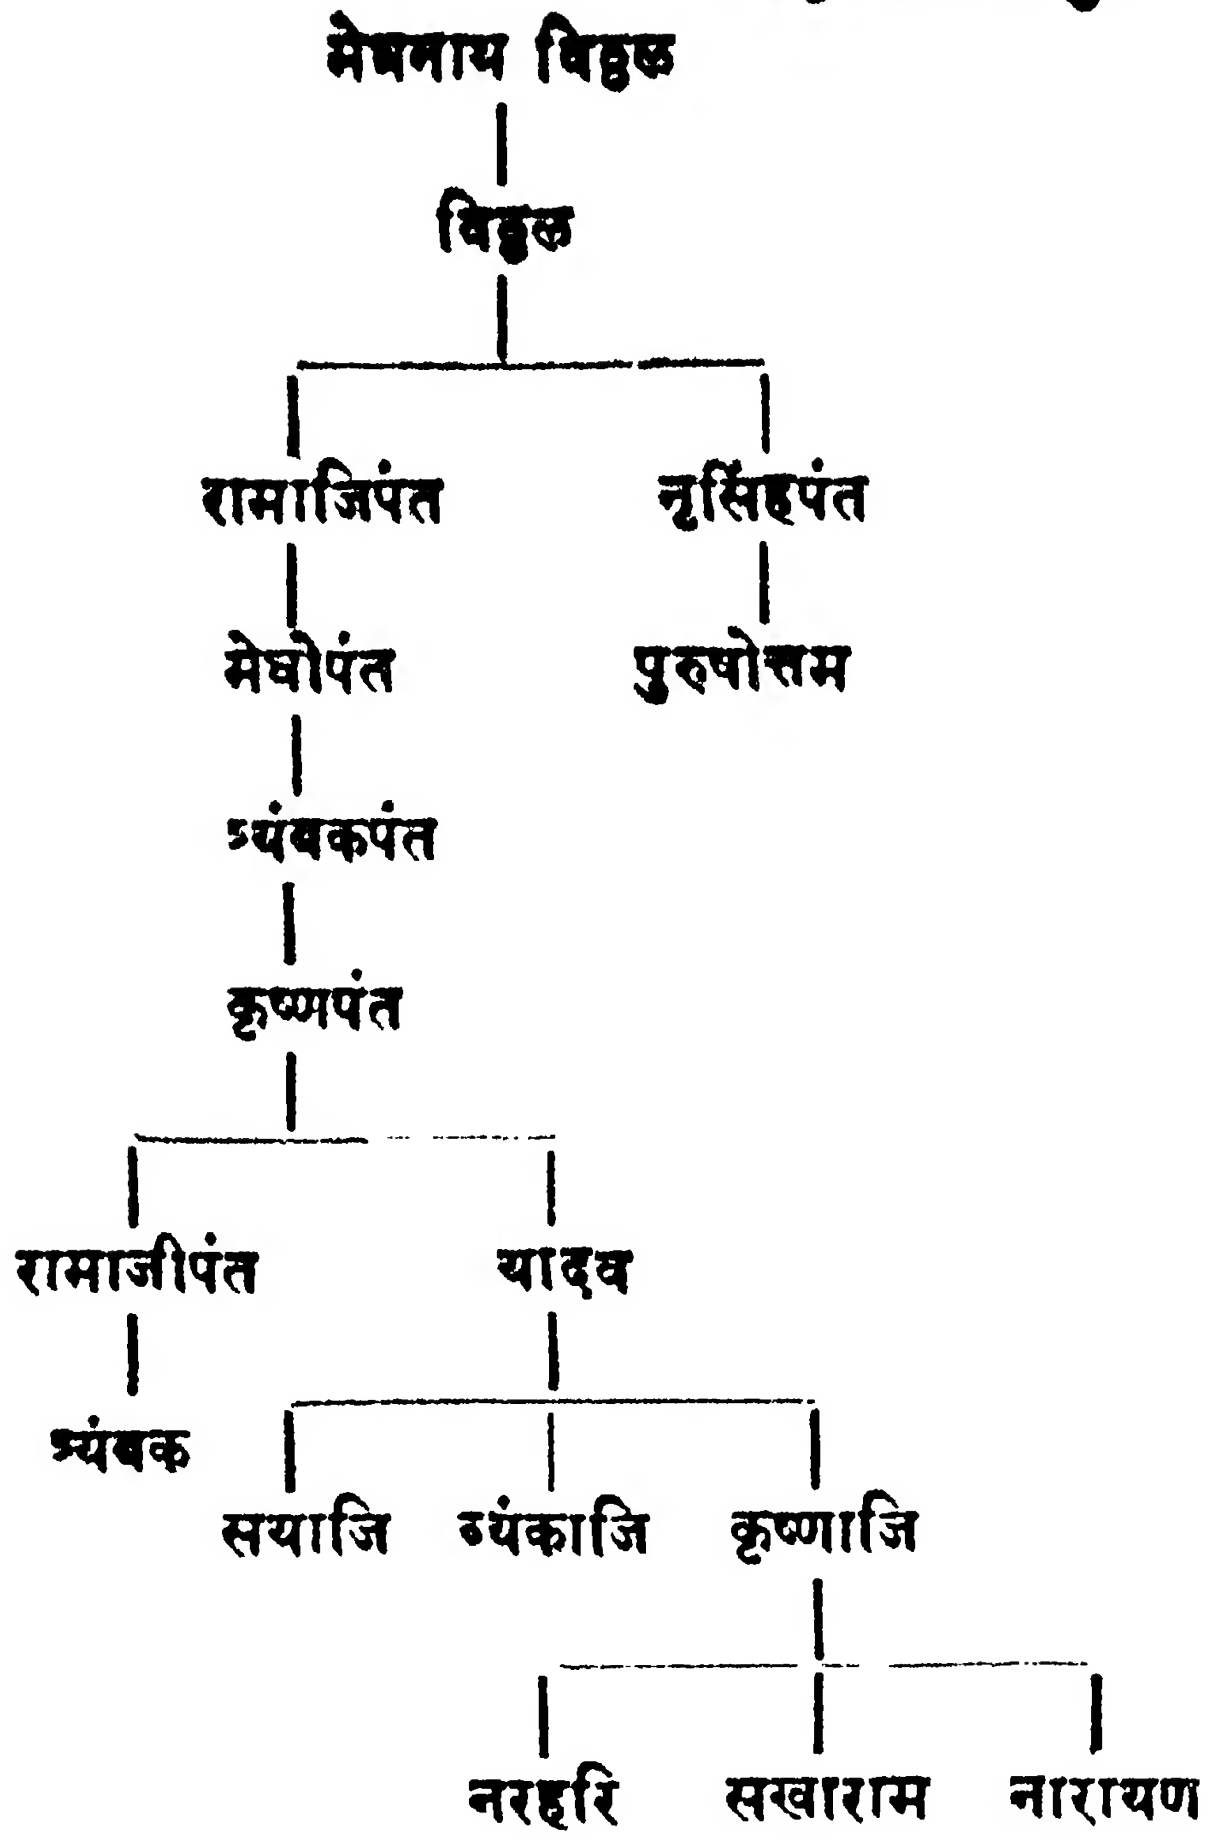 मेघनाथ विठ्ठल
विठ्ठल
रामाजिपंत नृसिंहपंत
मेघोपंत पुरुषोत्तम
त्र्यंबकपंत
कृष्णपंत
रामाजीपंत यादव
त्र्यंबक
सयाजि व्यंकाजि कृष्णाजि
नरहरि सखाराम नारायण